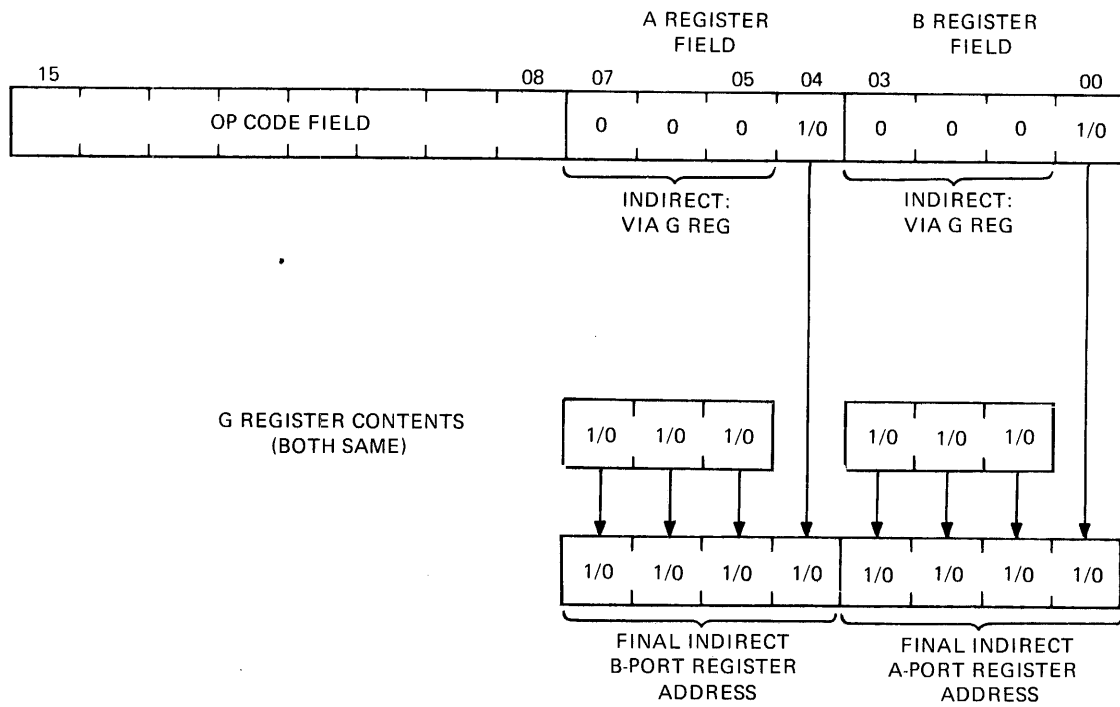 A REGISTER B REGISTER
FIELD FIELD
15 08 07 05 04 03 00
OP CODE FIELD 0 0 0 1/0 0 0 0 1/0
INDIRECT: INDIRECT:
VIA G REG VIA G REG
G REGISTER CONTENTS
(BOTH SAME)
1/0 1/0 1/0 1/0 1/0 1/0
1/0 1/0 1/0 1/0 1/0 1/0 1/0 1/0
FINAL INDIRECT FINAL INDIRECT
B-PORT REGISTER A-PORT REGISTER
ADDRESS ADDRESS